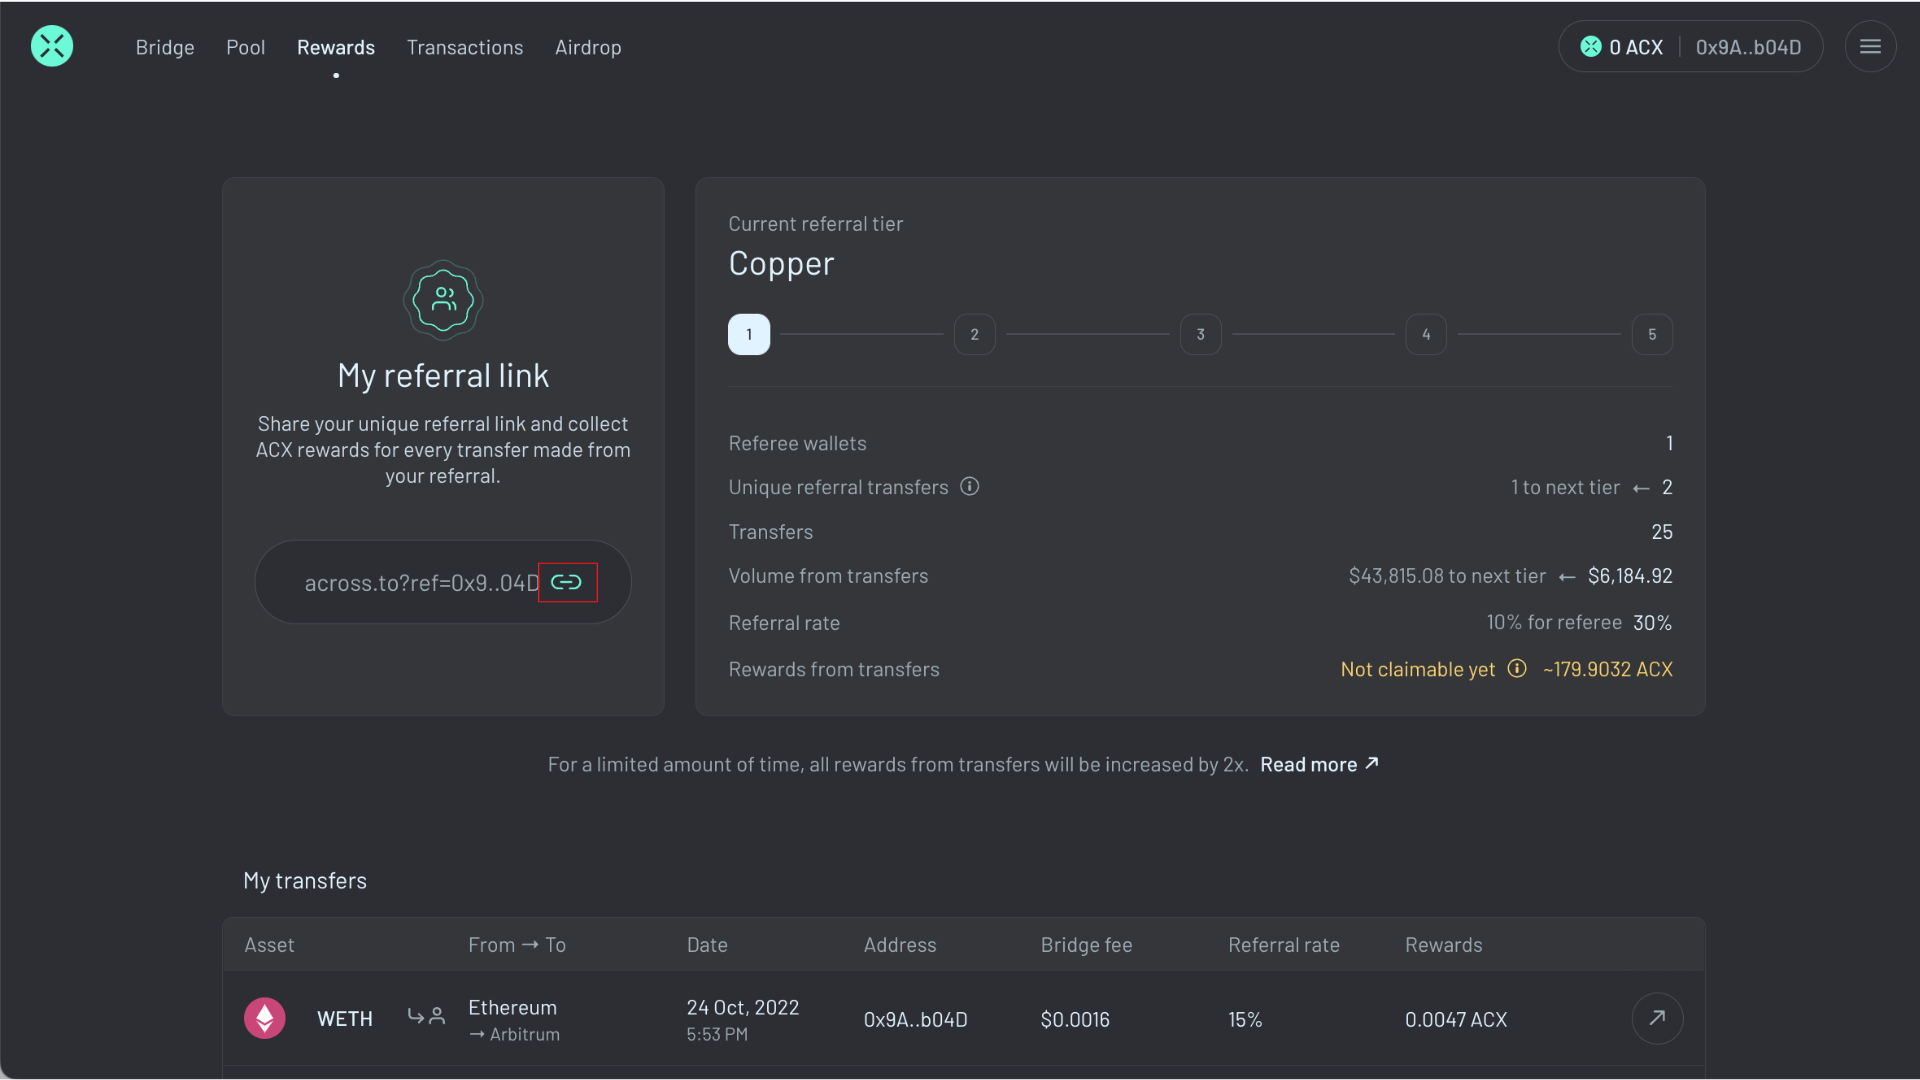 Bridge Pool Rewards Transactions Airdrop 0 ACX 0x9A..b04D
My referral link
Share your unique referral link and collect
ACX rewards for every transfer made from
your referral.
across.to?ref=0x9..04D
Current referral tier
Copper
1 2 3 4 5
Referee wallets 1
Unique referral transfers 1 to next tier ← 2
Transfers 25
Volume from transfers $43,815.08 to next tier ← $6,184.92
Referral rate 10% for referee 30%
Rewards from transfers Not claimable yet ~179.9032 ACX
For a limited amount of time, all rewards from transfers will be increased by 2x. Read more ↗
My transfers
Asset From → To Date Address Bridge fee Referral rate Rewards
WETH Ethereum 24 Oct, 2022 0x9A..b04D $0.0016 15% 0.0047 ACX
→ Arbitrum 5:53 PM